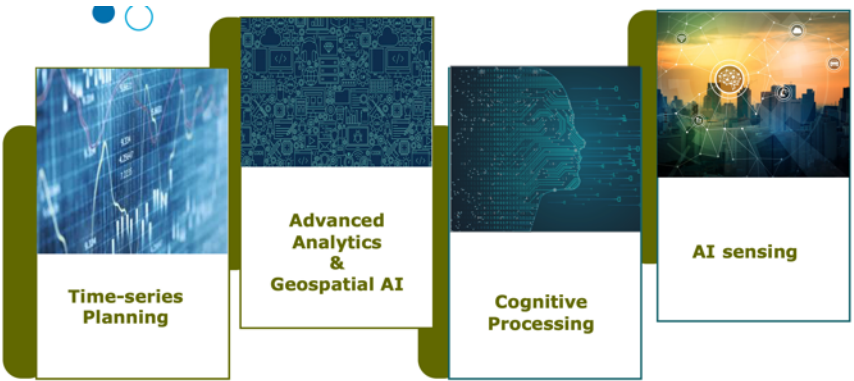 Time-series
Planning
Advanced
Analytics
&
Geospatial AI
Cognitive
Processing
AI sensing